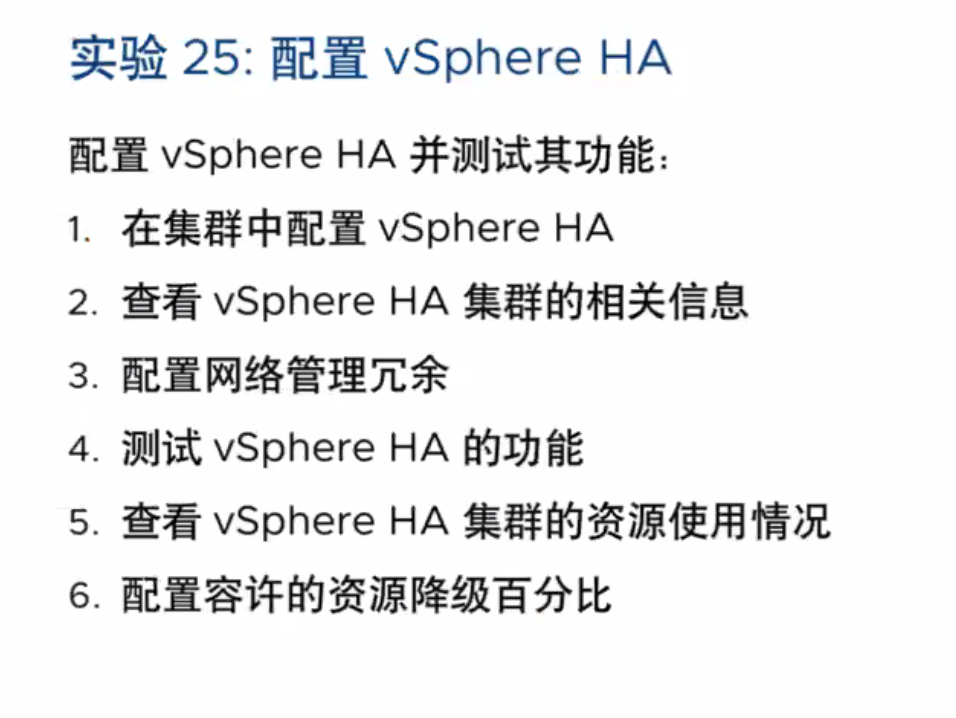 实验 25: 配置 vSphere HA
配置 vSphere HA 并测试其功能：
1. 在集群中配置 vSphere HA
2. 查看 vSphere HA 集群的相关信息
3. 配置网络管理冗余
4. 测试 vSphere HA 的功能
5. 查看 vSphere HA 集群的资源使用情况
6. 配置容许的资源降级百分比